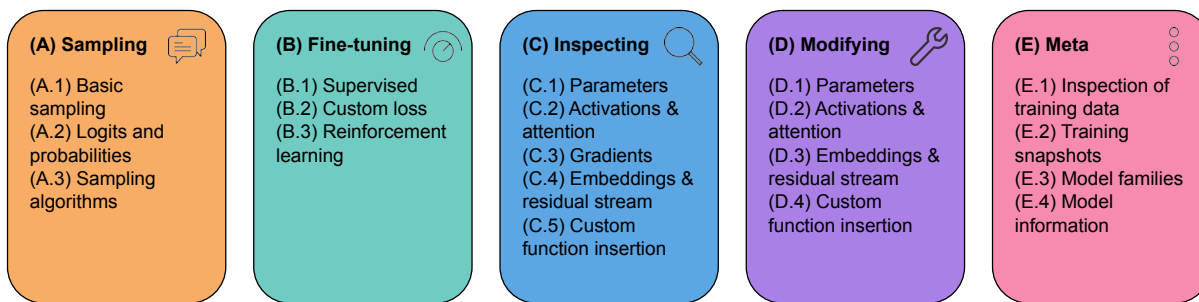 (A) Sampling
(A.1) Basic
sampling
(A.2) Logits and
probabilities
(A.3) Sampling
algorithms
(B) Fine-tuning
(B.1) Supervised
(B.2) Custom loss
(B.3) Reinforcement
learning
(C) Inspecting
(C.1) Parameters
(C.2) Activations &
attention
(C.3) Gradients
(C.4) Embeddings &
residual stream
(C.5) Custom
function insertion
(D) Modifying
(D.1) Parameters
(D.2) Activations &
attention
(D.3) Embeddings &
residual stream
(D.4) Custom
function insertion
(E) Meta
(E.1) Inspection of
training data
(E.2) Training
snapshots
(E.3) Model families
(E.4) Model
information